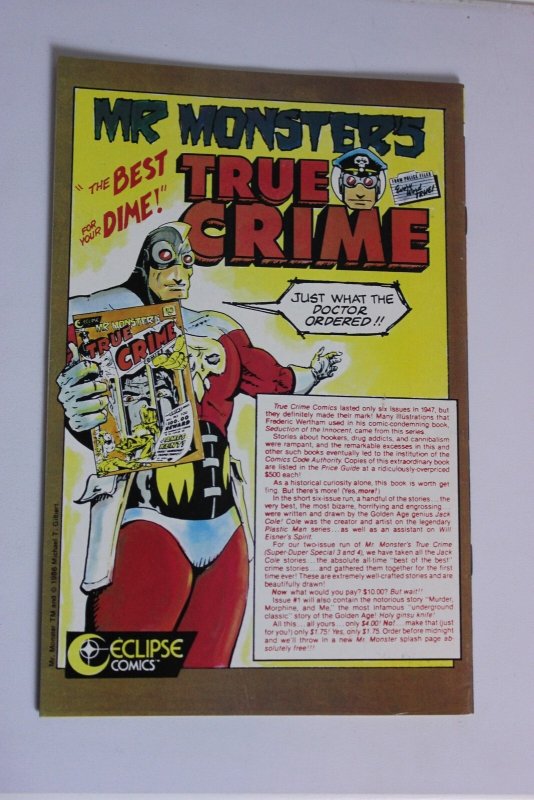 MR MONSTER'S
"THE BEST
FOR YOUR DIME!"
TRUE
CRIME
FROM POLICE FILES
Every Word TRUE!
JUST WHAT THE
DOCTOR
ORDERED!!
ECLIPSE
MR. MONSTER'S
TRUE
CRIME
True Crime Comics lasted only six issues in 1947, but
they definitely made their mark! Many illustrations that
Frederic Wertham used in his comic-condemning book,
Seduction of the Innocent, came from this series.
Stories about hookers, drug addicts, and cannibalism
were rampant, and the remarkable excesses in this and
other such books eventually led to the institution of the
Comics Code Authority. Copies of this extraordinary book
are listed in the Price Guide at a ridiculously-overpriced
$500 each!
As a historical curiosity alone, this book is worth get-
ting. But there's more! (Yes, more!)
In the short six-issue run, a handful of the stories...the
very best, the most bizarre, horrifying and engrossing...
were written and drawn by the Golden Age genius Jack
Cole! Cole was the creator and artist on the legendary
Plastic Man series...as well as an assistant on Will
Eisner's Spirit.
For our two-issue run of Mr. Monster's True Crime
(Super-Duper Special 3 and 4), we have taken all the Jack
Cole stories...the absolute all-time "best of the best"
crime stories...and gathered them together for the first
time ever! These are extremely well-crafted stories and are
beautifully drawn!
Now what would you pay? $10.00? But wait!!
Issue #1 will also contain the notorious story "Murder,
Morphine, and Me," the most infamous "underground
classic" story of the Golden Age! Holy ginsu knife!
All this...all yours...only $4.00! No!...make that (just
for you!) only $1.75! Yes, only $1.75. Order before midnight
and we'll throw in a new Mr. Monster splash page ab-
solutely free!!!
Mr. Monster TM and © 1986 Michael T. Gilbert
ECLIPSE
COMICS™